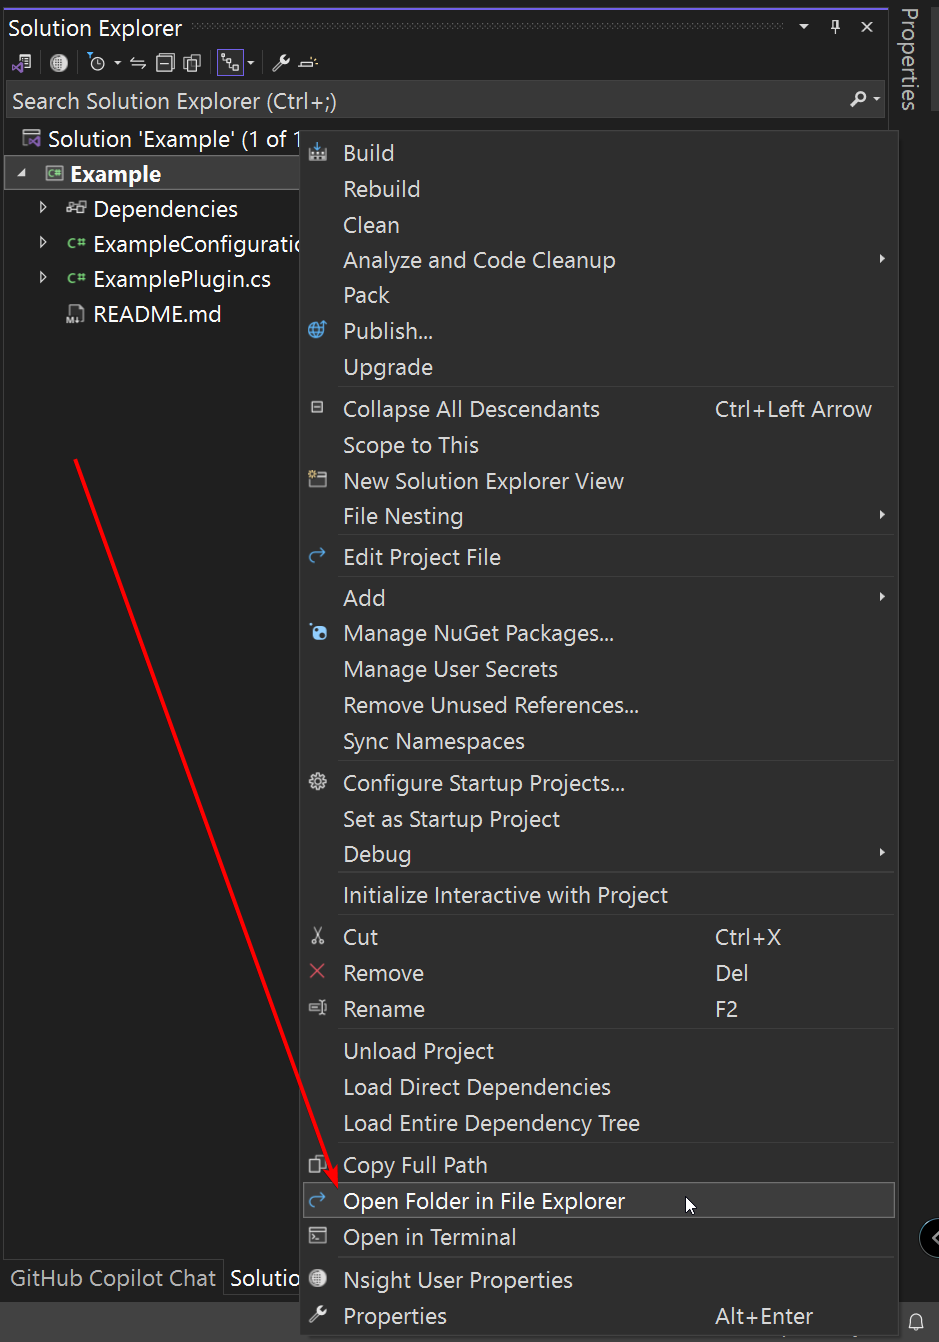 Solution Explorer
Properties
Search Solution Explorer (Ctrl+;)
Solution 'Example' (1 of 1
Example
Dependencies
ExampleConfiguratio
ExamplePlugin.cs
README.md
Build
Rebuild
Clean
Analyze and Code Cleanup
Pack
Publish...
Upgrade
Collapse All Descendants Ctrl+Left Arrow
Scope to This
New Solution Explorer View
File Nesting
Edit Project File
Add
Manage NuGet Packages...
Manage User Secrets
Remove Unused References...
Sync Namespaces
Configure Startup Projects...
Set as Startup Project
Debug
Initialize Interactive with Project
Cut Ctrl+X
Remove Del
Rename F2
Unload Project
Load Direct Dependencies
Load Entire Dependency Tree
Copy Full Path
Open Folder in File Explorer
Open in Terminal
Nsight User Properties
Properties Alt+Enter
GitHub Copilot Chat Solutio